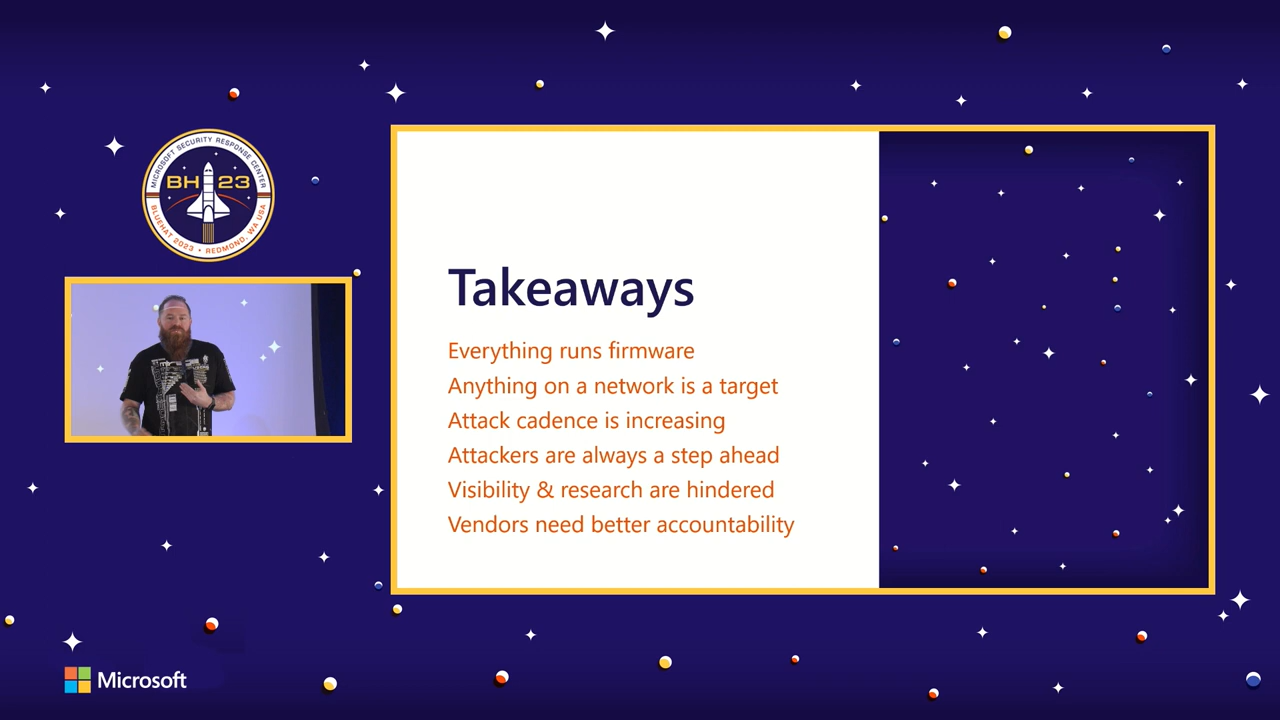 MICROSOFT SECURITY RESPONSE CENTER
BH 23
BLUEHAT 2023 • REDMOND, WA USA
Takeaways
Everything runs firmware
Anything on a network is a target
Attack cadence is increasing
Attackers are always a step ahead
Visibility & research are hindered
Vendors need better accountability
Microsoft